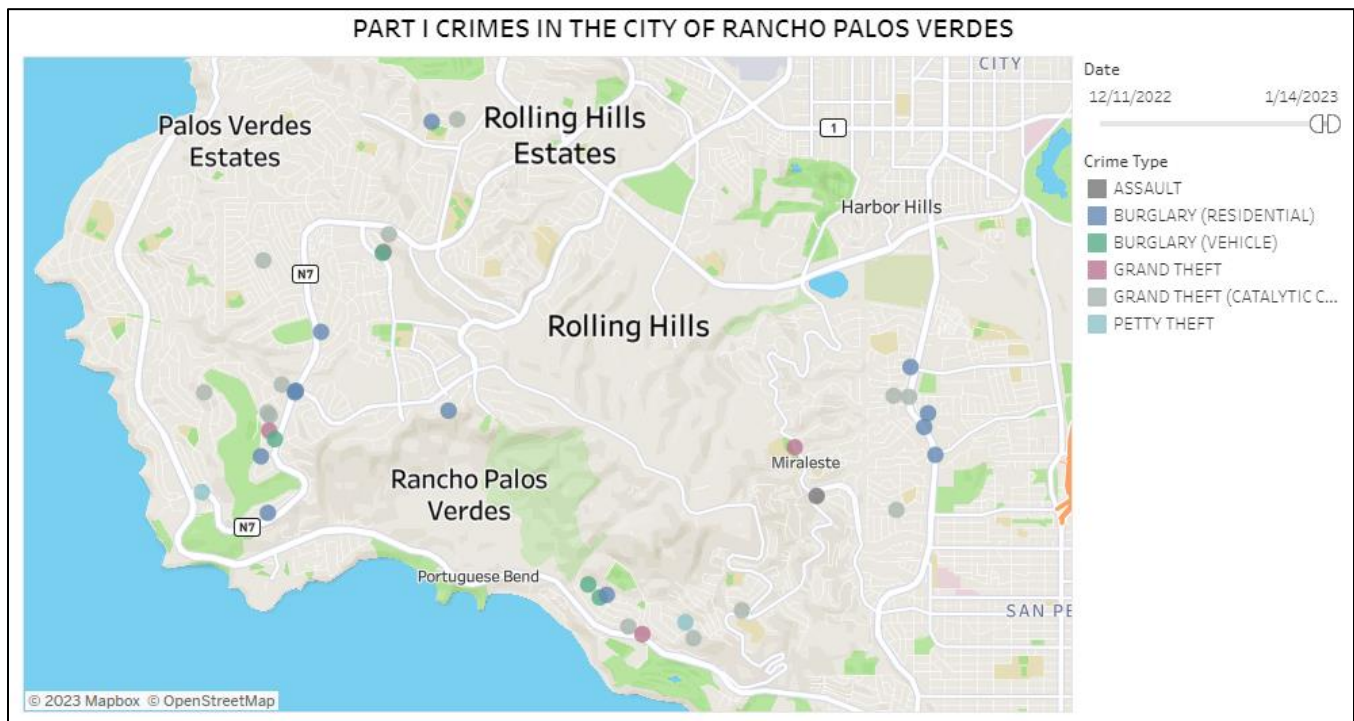 PART I CRIMES IN THE CITY OF RANCHO PALOS VERDES
CITY
Date
12/11/2022 1/14/2023
Palos Verdes
Estates
Rolling Hills
Estates
1
Crime Type
ASSAULT
BURGLARY (RESIDENTIAL)
BURGLARY (VEHICLE)
GRAND THEFT
GRAND THEFT (CATALYTIC C...
PETTY THEFT
Harbor Hills
N7
Rolling Hills
Miraleste
Rancho Palos
Verdes
N7
Portuguese Bend
SAN PE
© 2023 Mapbox © OpenStreetMap